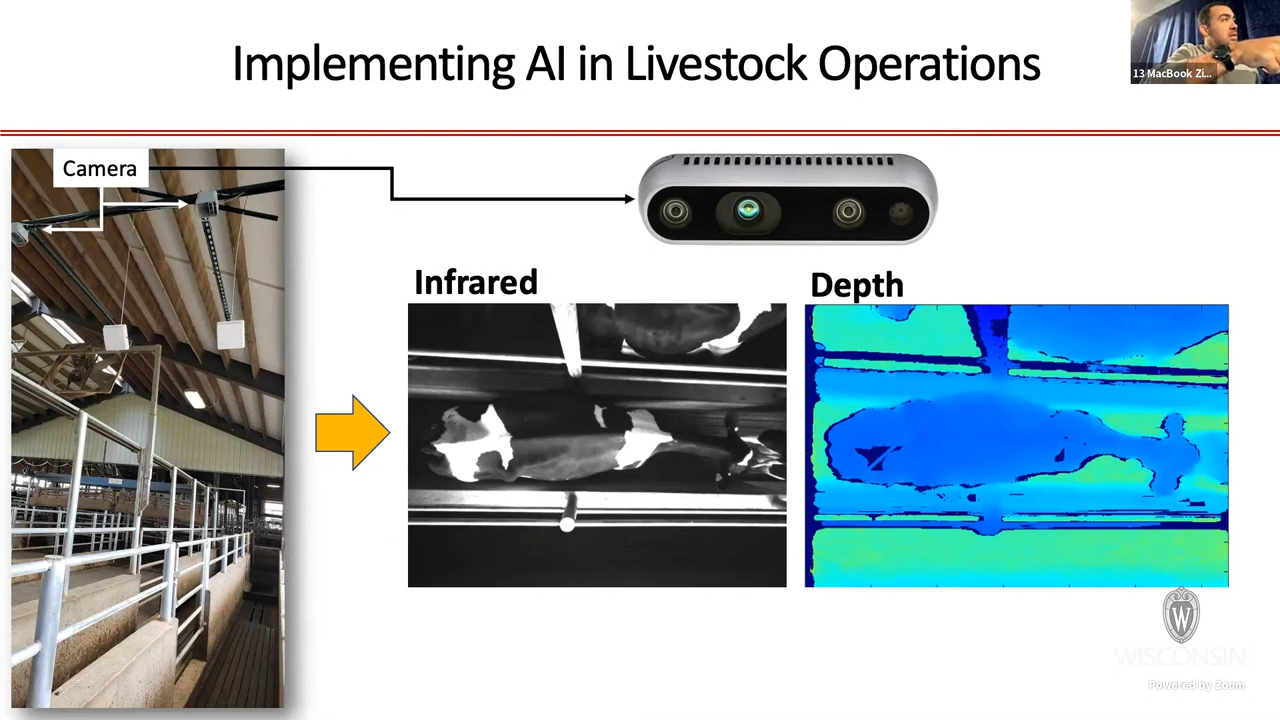 Implementing AI in Livestock Operations
13 MacBook Zi...
Camera
Infrared
Depth
W
WISCONSIN
Powered by Zoom